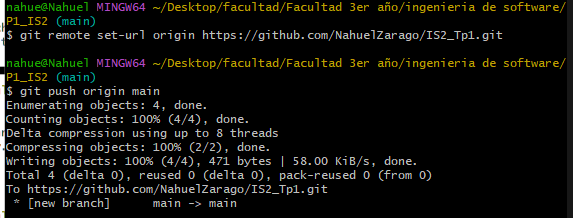 nahue@Nahuel MINGW64 ~/Desktop/facultad/Facultad 3er año/ingenieria de software/
P1_IS2 (main)
$ git remote set-url origin https://github.com/NahuelZarago/IS2_Tp1.git
nahue@Nahuel MINGW64 ~/Desktop/facultad/Facultad 3er año/ingenieria de software/
P1_IS2 (main)
$ git push origin main
Enumerating objects: 4, done.
Counting objects: 100% (4/4), done.
Delta compression using up to 8 threads
Compressing objects: 100% (2/2), done.
Writing objects: 100% (4/4), 471 bytes | 58.00 KiB/s, done.
Total 4 (delta 0), reused 0 (delta 0), pack-reused 0 (from 0)
To https://github.com/NahuelZarago/IS2_Tp1.git
 * [new branch]      main -> main